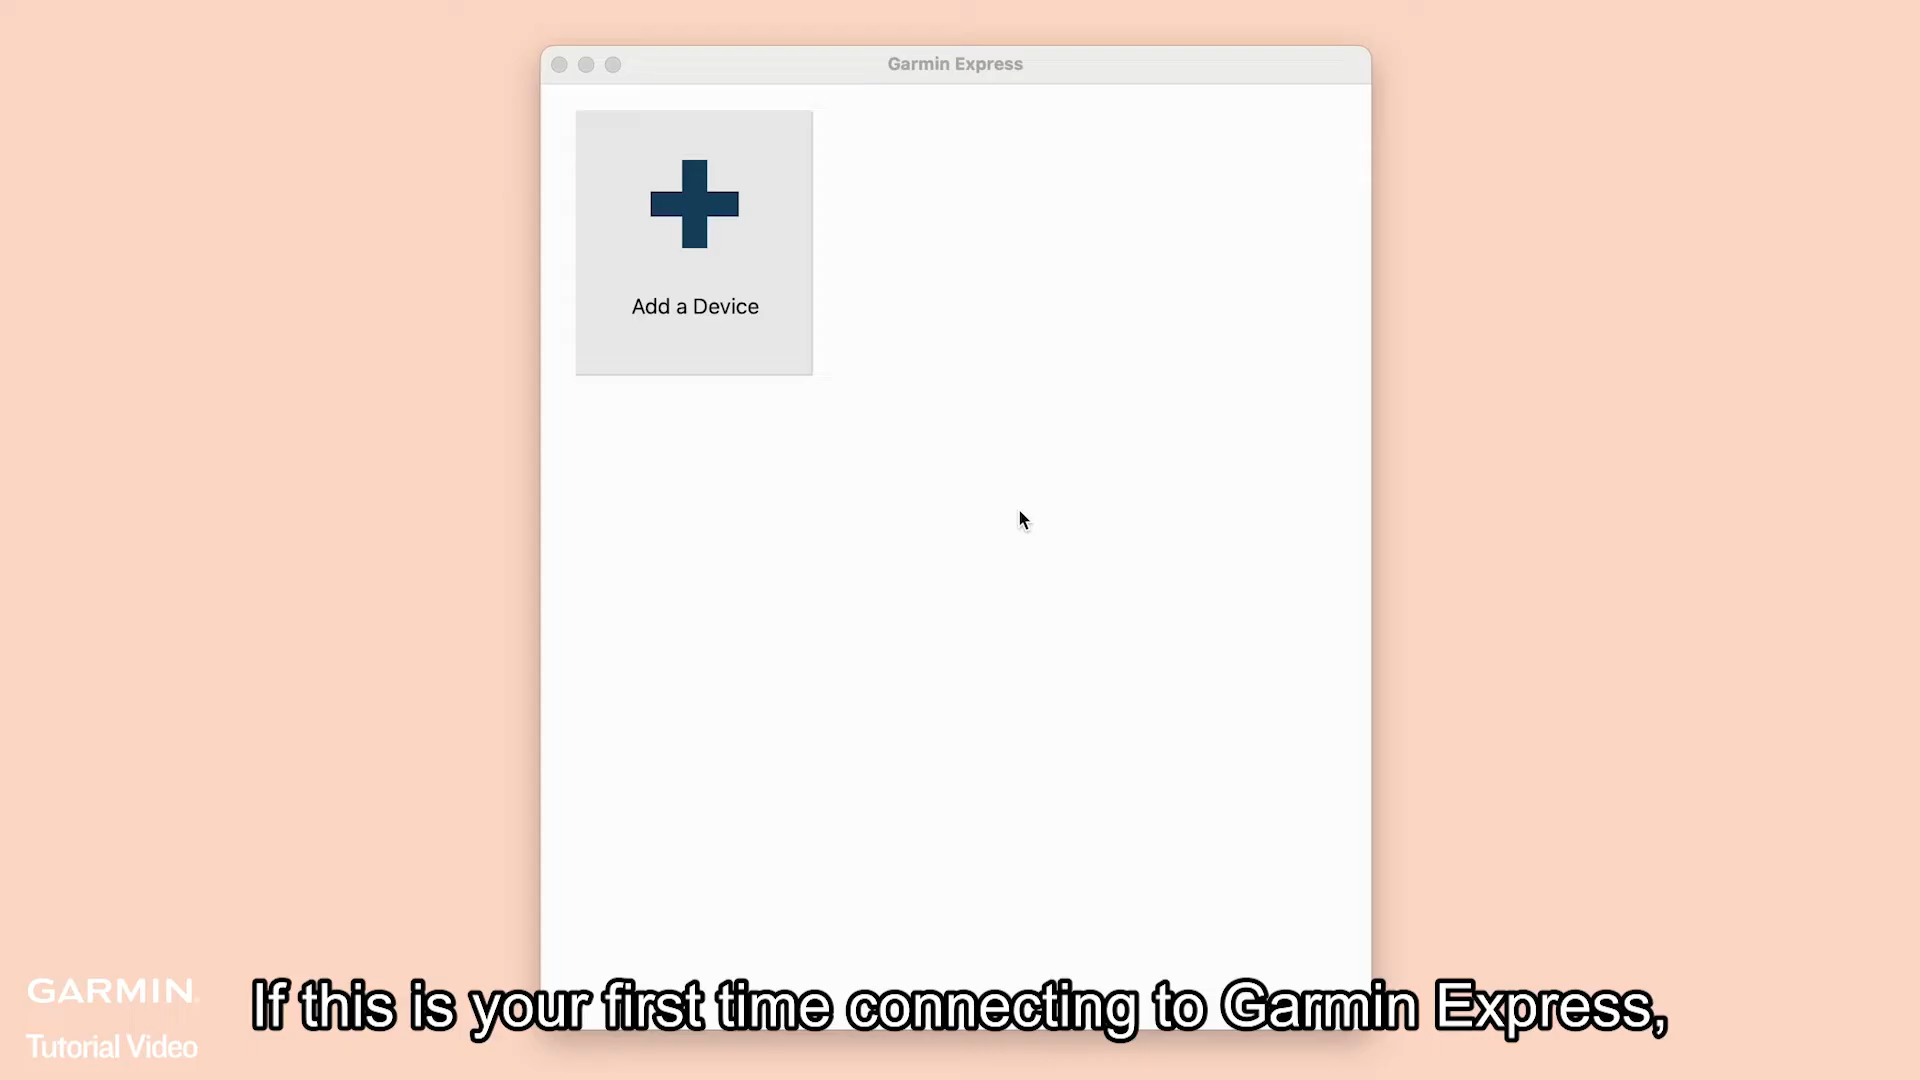 Garmin Express
Add a Device
If this is your first time connecting to Garmin Express,
GARMIN
Tutorial Video